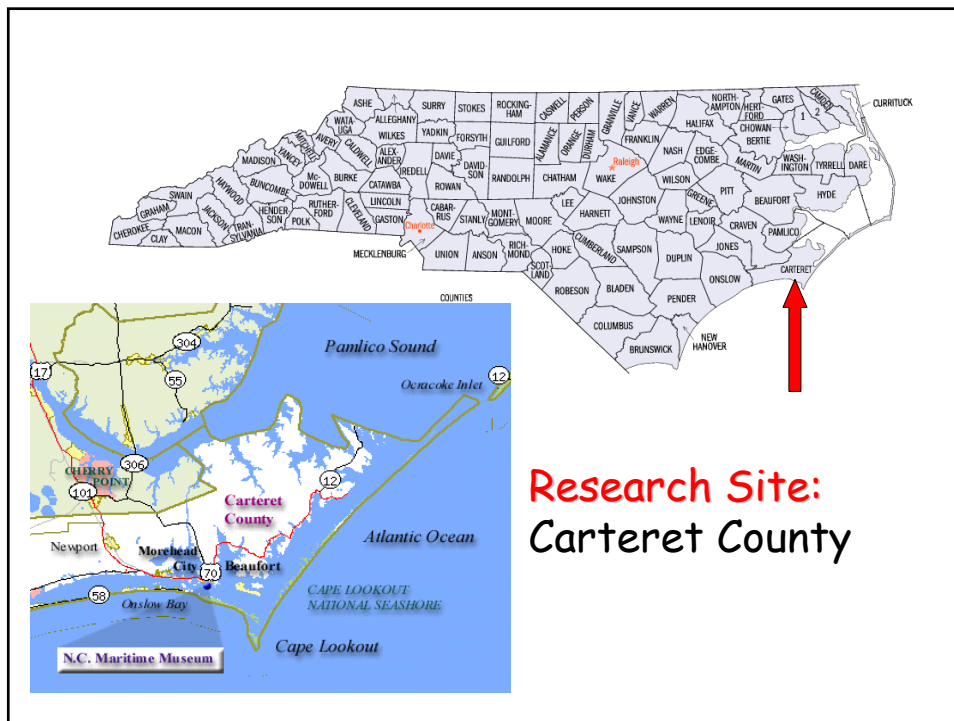 ASHE
ALLEGHANY
SURRY
STOKES
ROCKING-
HAM
CASWELL
PERSON
GRANVILLE
VANCE
WARREN
NORTH-
AMPTON
HERT-
FORD
GATES
CAMDEN
CURRITUCK
1
2
WATA-
UGA
WILKES
YADKIN
FORSYTH
GUILFORD
ALAMANCE
ORANGE
DURHAM
FRANKLIN
HALIFAX
CHOWAN
BERTIE
MITCHELL
AVERY
CALDWELL
ALEX-
ANDER
IREDELL
DAVIE
DAVID-
SON
RANDOLPH
CHATHAM
Raleigh
WAKE
NASH
EDGE-
COMBE
MARTIN
WASH-
INGTON
TYRRELL
DARE
MADISON
YANCEY
Mc-
DOWELL
BURKE
CATAWBA
ROWAN
WILSON
PITT
BEAUFORT
HYDE
SWAIN
HAYWOOD
BUNCOMBE
RUTHER-
FORD
CLEVELAND
LINCOLN
GASTON
CABAR-
RUS
STANLY
MONT-
GOMERY
MOORE
LEE
HARNETT
JOHNSTON
GREENE
WAYNE
LENOIR
CRAVEN
PAMLICO
GRAHAM
CHEROKEE
CLAY
MACON
JACKSON
TRAN-
SYLVANIA
HENDER
SON
POLK
Charlotte
MECKLENBURG
UNION
ANSON
RICH-
MOND
SCOT-
LAND
HOKE
CUMBERLAND
SAMPSON
DUPLIN
JONES
ONSLOW
CARTERET
ROBESON
BLADEN
PENDER
COLUMBUS
BRUNSWICK
NEW
HANOVER
COUNTIES
304
Pamlico Sound
17
55
Ocracoke Inlet
12
306
CHERRY
POINT
101
12
Carteret
County
Newport
Morehead
City
70
Beaufort
Atlantic Ocean
58
Onslow Bay
CAPE LOOKOUT
NATIONAL SEASHORE
Cape Lookout
N.C. Maritime Museum
Research Site:
Carteret County